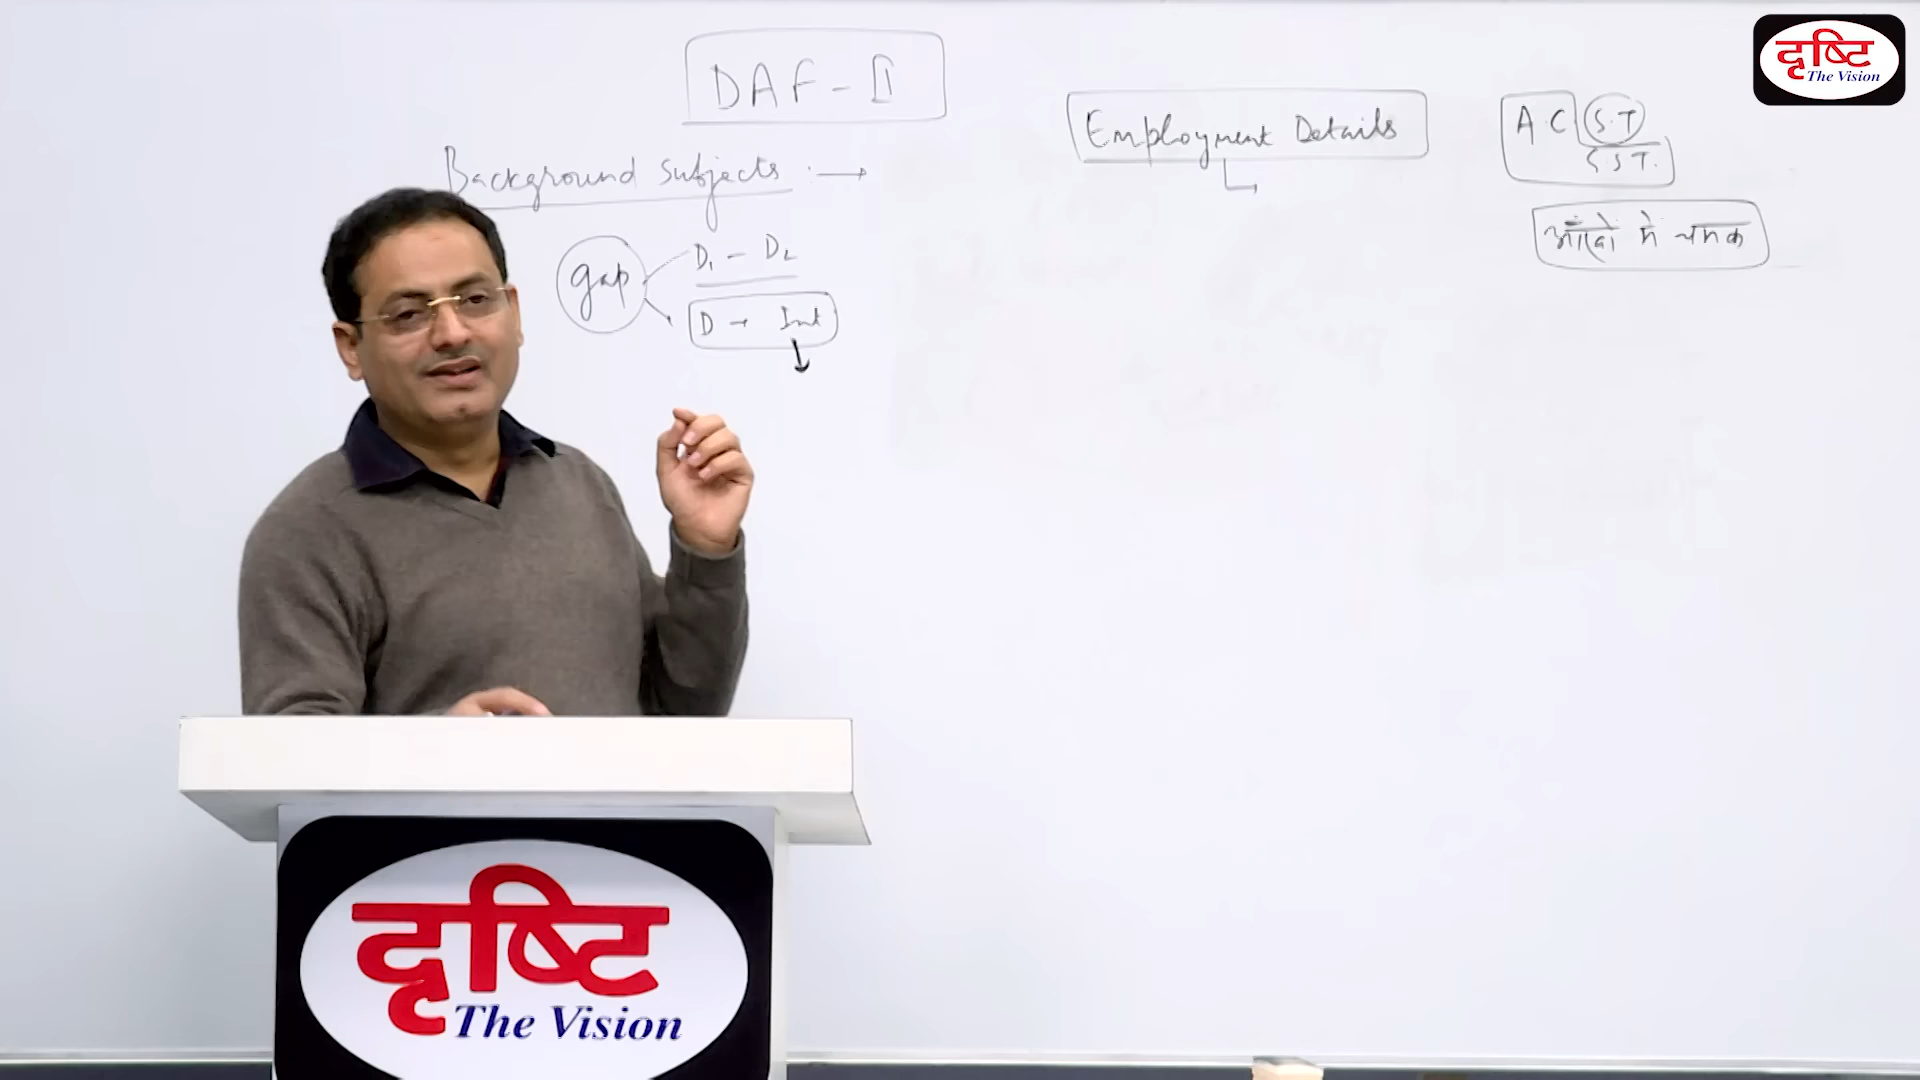 DAF - II
Background Subjects : →
gap
D₁ - D₂
D → Int
Employment Details
A.C S.T
S S T.
आँखों में चमक
दृष्टि
The Vision
दृष्टि
The Vision